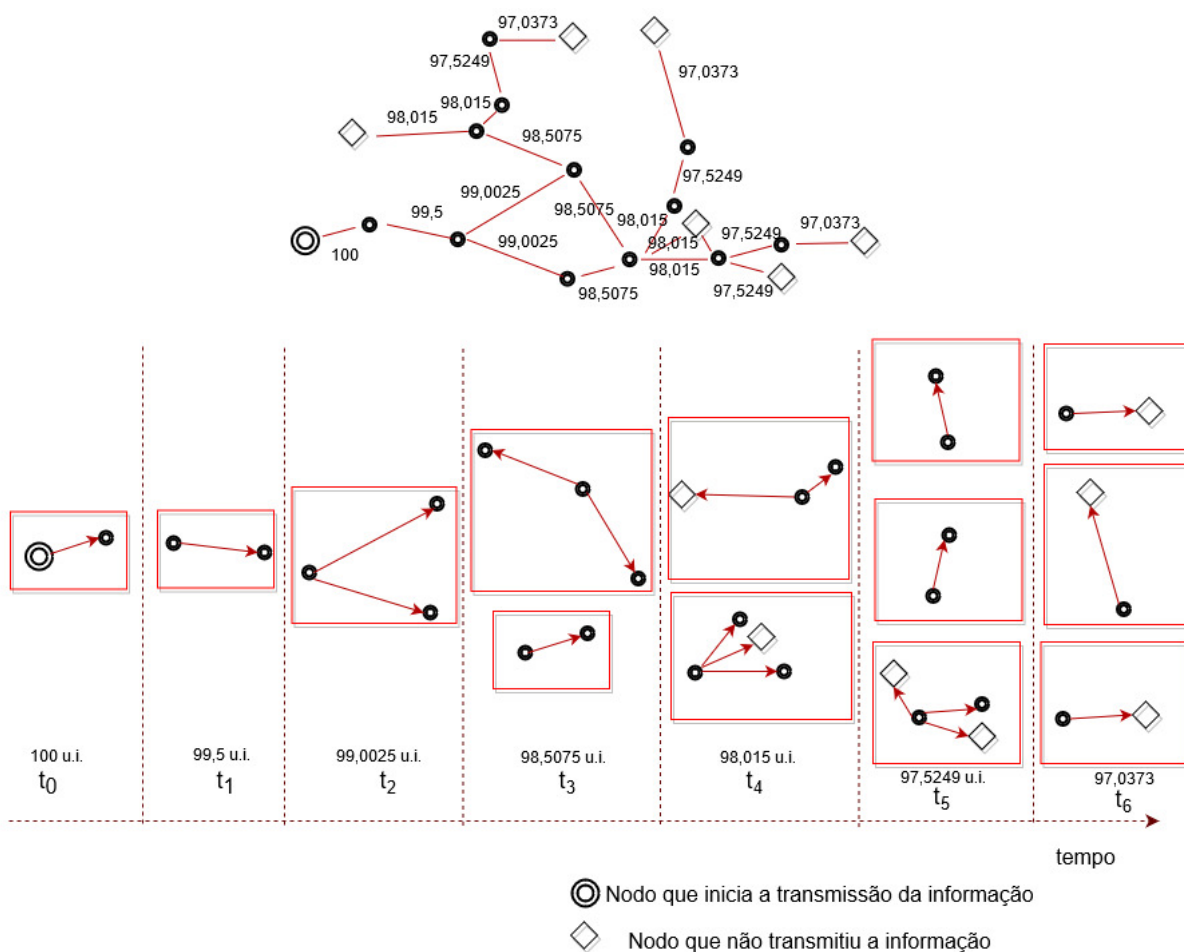 97,0373
97,5249
97,0373
98,015
98,015
98,5075
97,5249
99,0025
98,5075
98,015
99,5
98,015
97,5249
97,0373
100
99,0025
98,015
98,5075
97,5249
100 u.i.
t0
99,5 u.i.
t1
99,0025 u.i.
t2
98,5075 u.i.
t3
98,015 u.i.
t4
97,5249 u.i.
t5
97,0373
t6
tempo
Nodo que inicia a transmissão da informação
Nodo que não transmitiu a informação